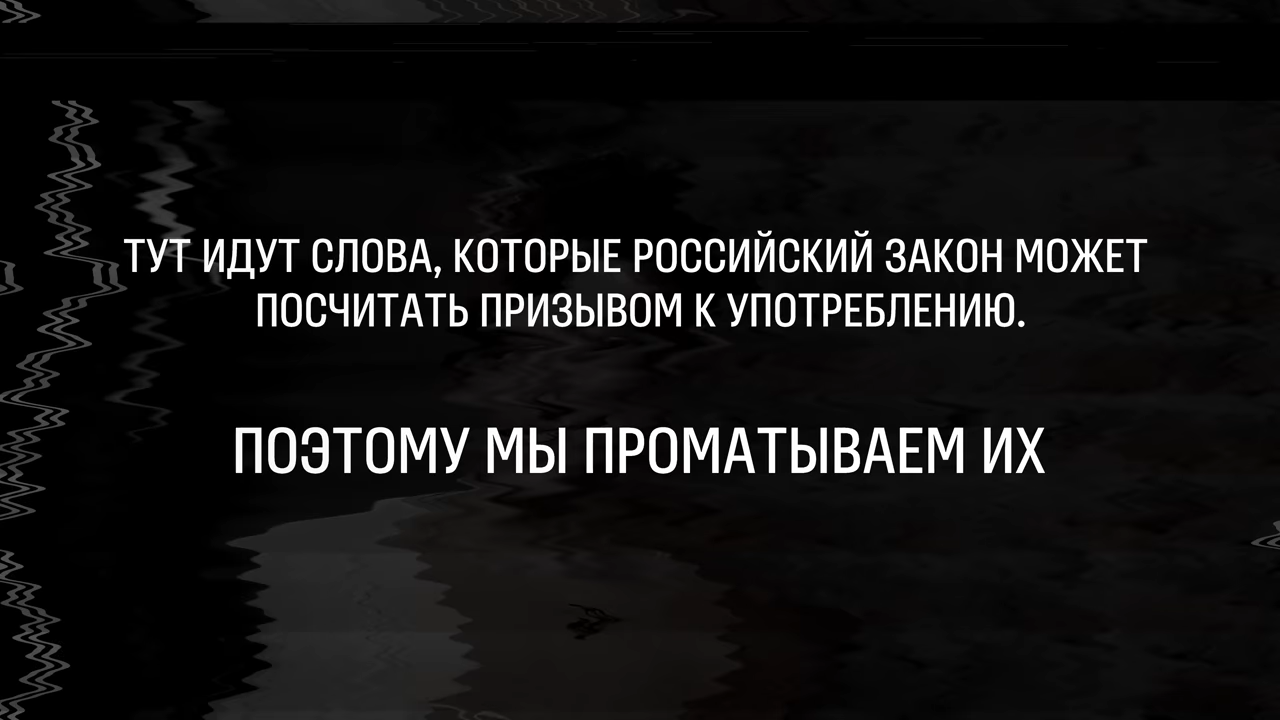 ТУТ ИДУТ СЛОВА, КОТОРЫЕ РОССИЙСКИЙ ЗАКОН МОЖЕТ
ПОСЧИТАТЬ ПРИЗЫВОМ К УПОТРЕБЛЕНИЮ.
ПОЭТОМУ МЫ ПРОМАТЫВАЕМ ИХ